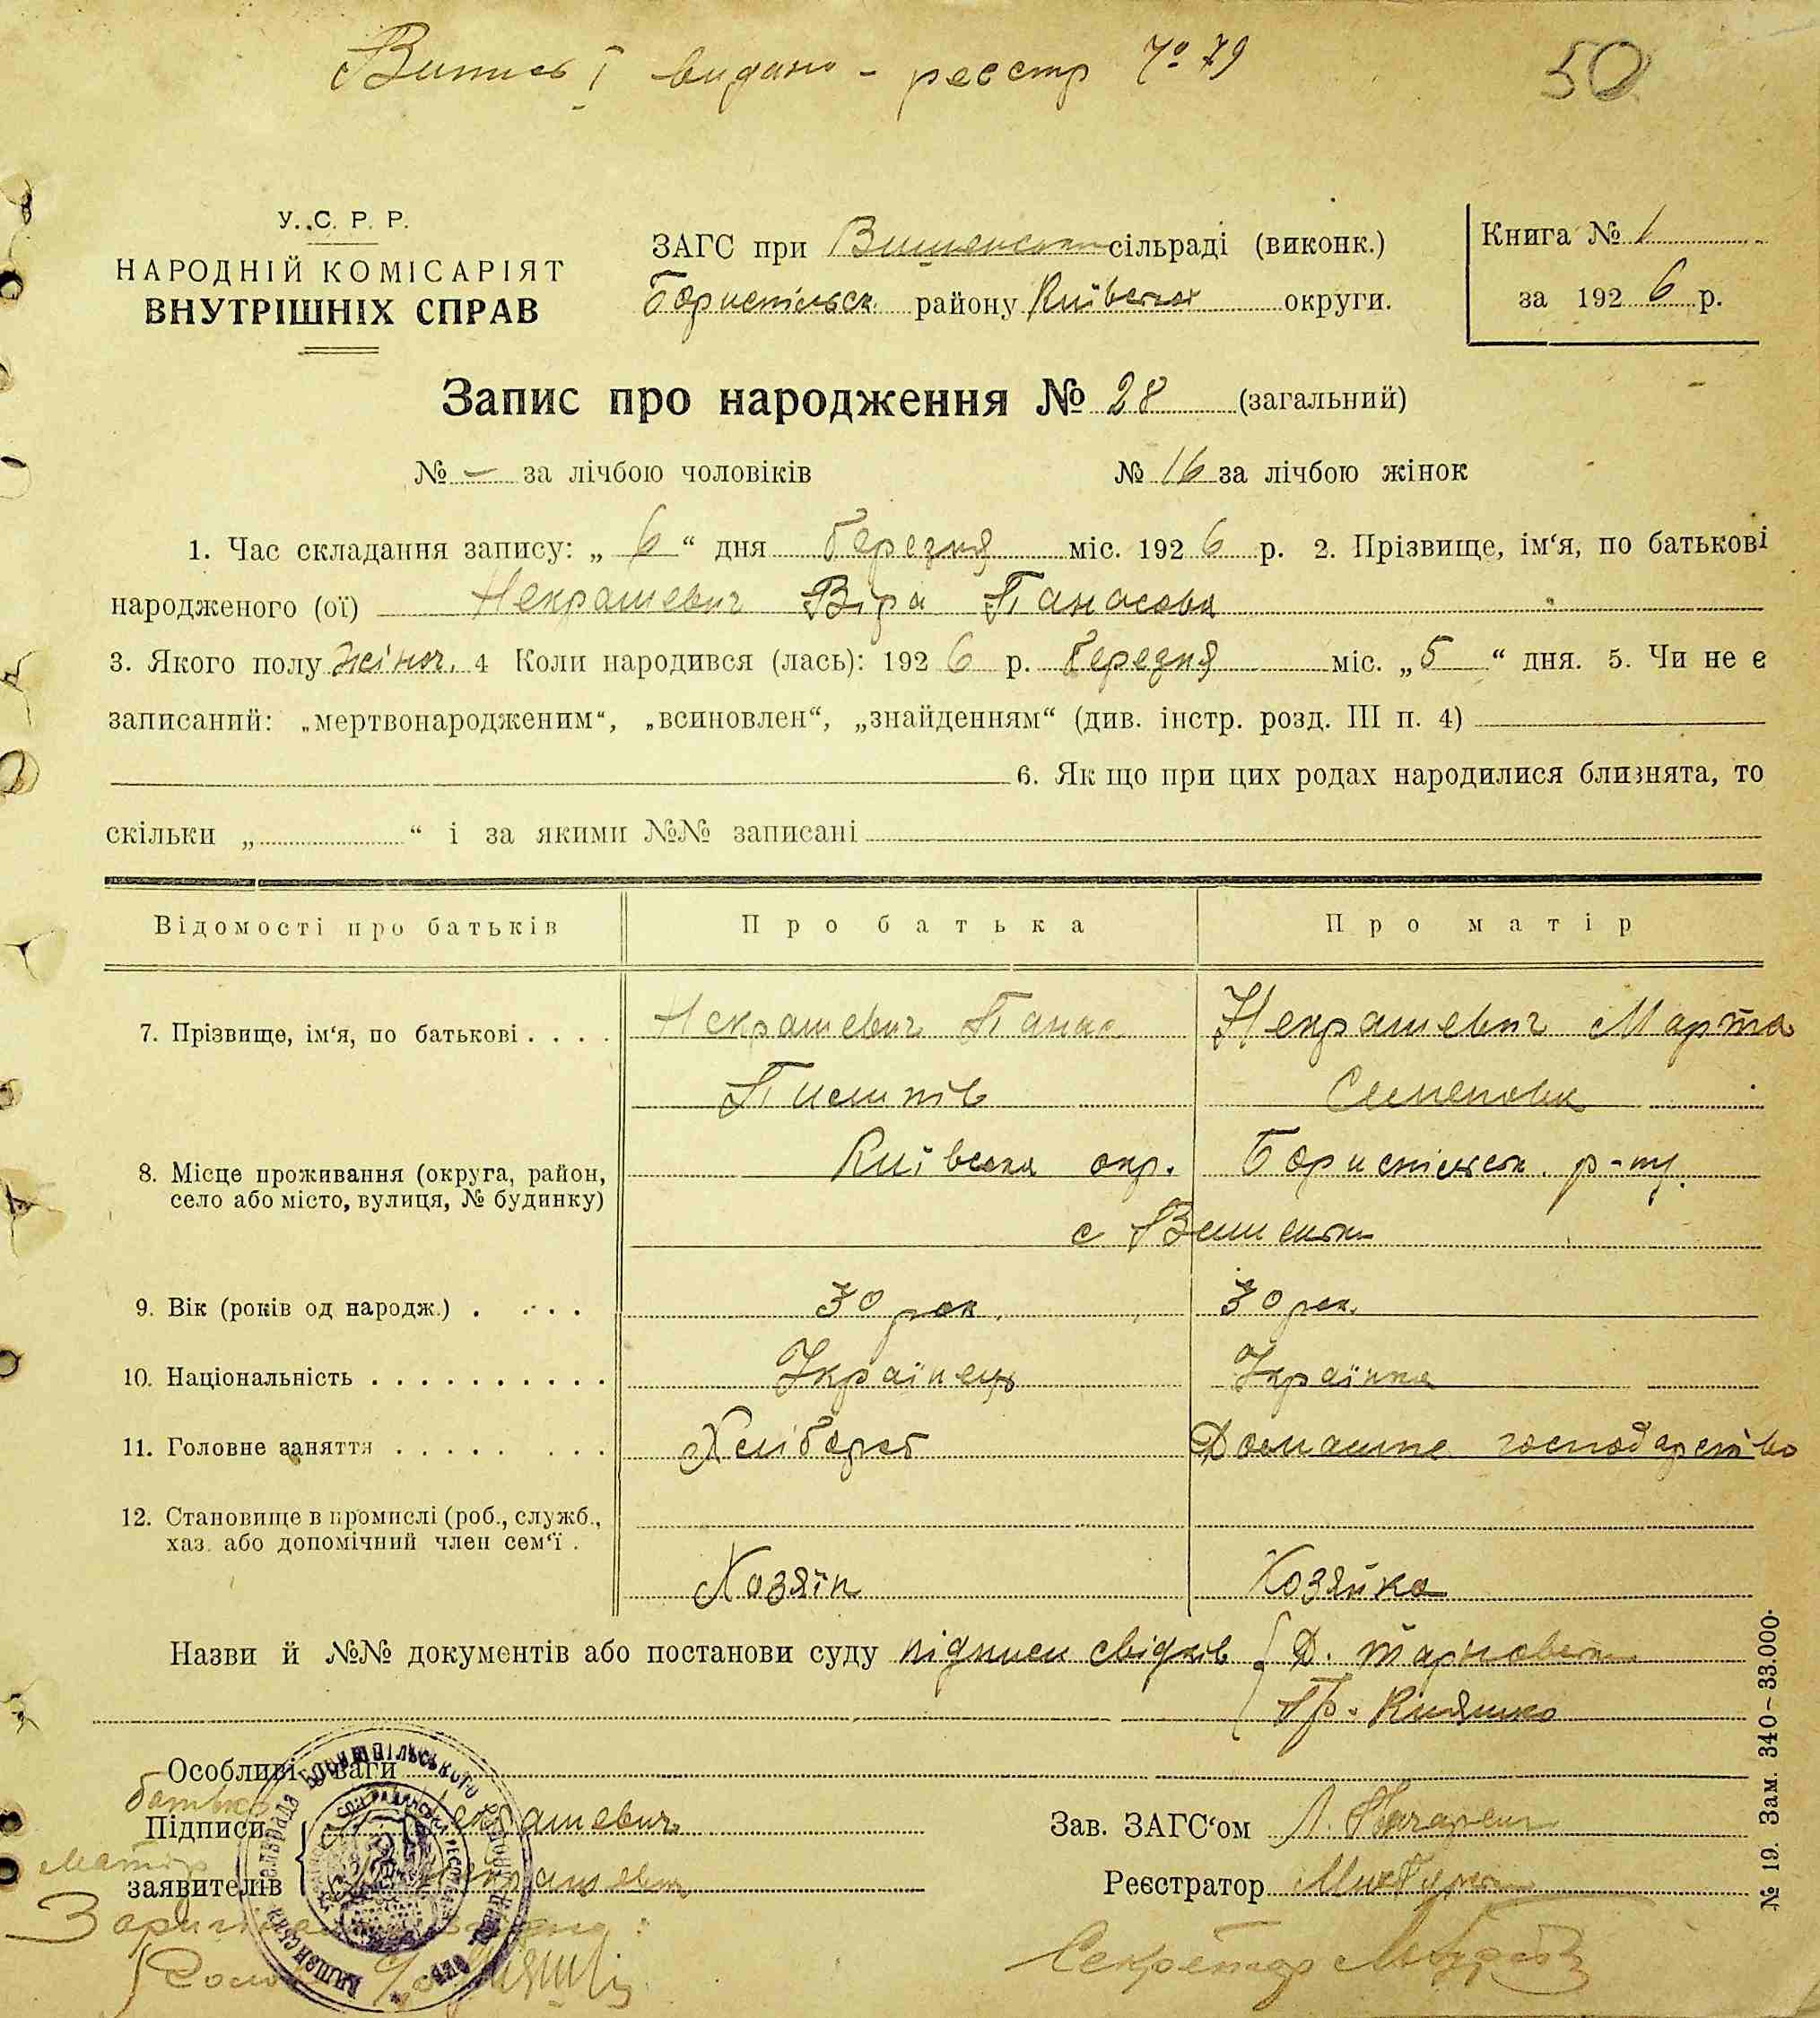 Випись ї видано - реєстр № 79
50
У. С. Р. Р.
НАРОДНІЙ КОМІСАРІЯТ
ВНУТРІШНІХ СПРАВ
ЗАГС при Вишенськ сільраді (виконк.)
Бориспільськ. району Київськ округи.
Книга № 1
за 1926 р.
Запис про народження № 28 (загальний)
№ — за лічбою чоловіків № 16 за лічбою жінок
1. Час складання запису: „ 6 “ дня березня міс. 1926 р. 2. Прізвище, ім‘я, по батькові
народженого (ої) Некрашевич Віра Панасова
3. Якого полу жіноч. 4 Коли народився (лась): 1926 р. березня міс. „5“ дня. 5. Чи не є
записаний: „мертвонародженим“, „всиновлен“, „знайденням“ (див. інстр. розд. III п. 4)
6. Як що при цих родах народилися близнята, то
скільки „ “ і за якими №№ записані
Відомості про батьків Про батька Про матір
7. Прізвище, ім‘я, по батькові . . . . Некрашевич Панас Некрашевич Марта
Семенова
8. Місце проживання (округа, район, Київська окр. Бориспільськ. р-ну.
село або місто, вулиця, № будинку)
с Вишеньки
9. Вік (років од народж.) . . . . . 30 рок. 30 рок.
10. Національність . . . . . . . . . . Українець Українка
11. Головне заняття . . . . . . . . Хлібороб Домашнє господарство
12. Становище в промислі (роб., служб.,
хаз. або допомічний член сем‘ї .
Хозяїн Хозяйка
Назви й №№ документів або постанови суду підписи свідків { Д.
Гр.
Особливі уваги
батько
Підписи Некрашевич Зав. ЗАГС‘ом Л.
матір
заявителів Некрашевич Реєстратор
Секретар
№ 19. Зам. 340–33.000.